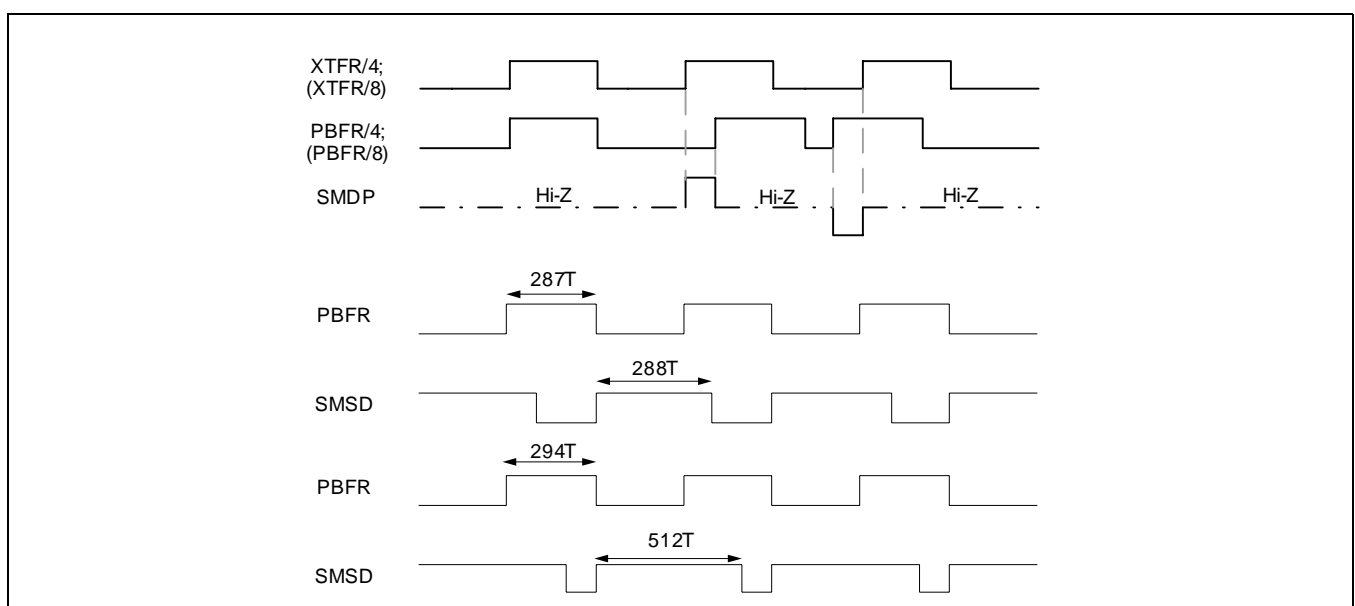 XTFR/4;
(XTFR/8)
PBFR/4;
(PBFR/8)
SMDP
Hi-Z
Hi-Z
Hi-Z
287T
PBFR
288T
SMSD
294T
PBFR
512T
SMSD